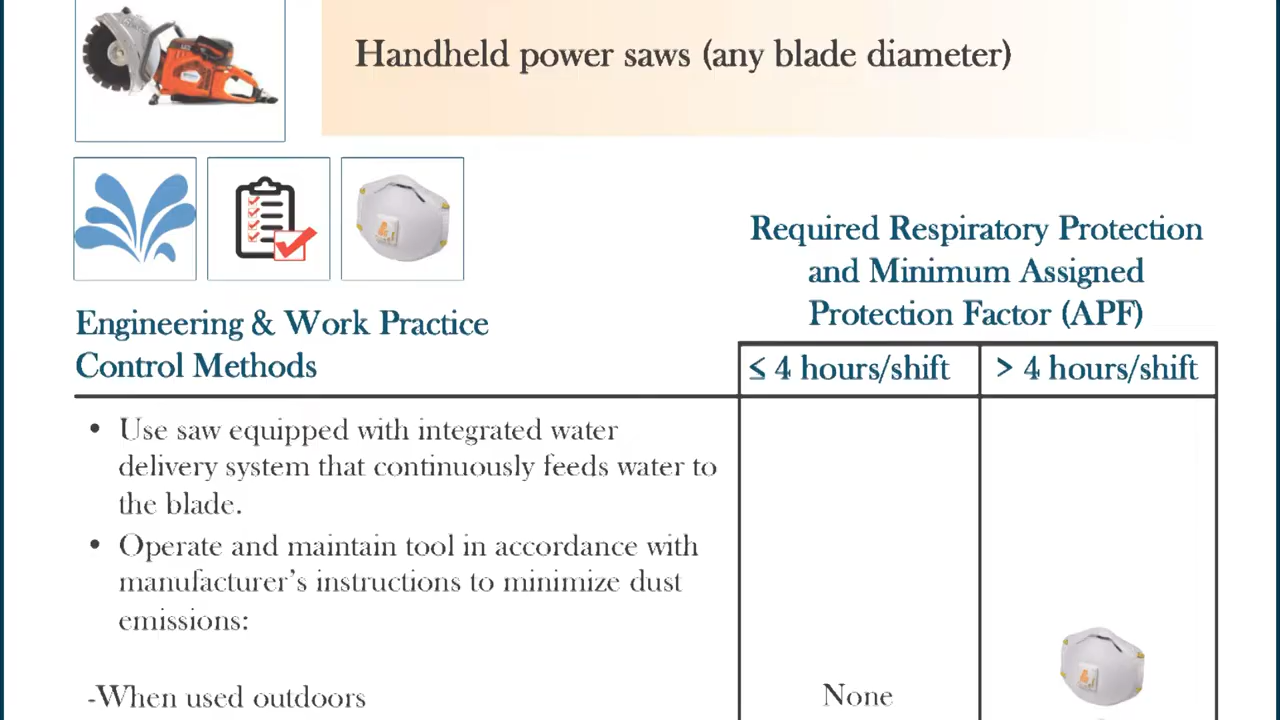 Handheld power saws (any blade diameter)
Required Respiratory Protection
and Minimum Assigned
Protection Factor (APF)
Engineering & Work Practice
Control Methods
≤ 4 hours/shift
> 4 hours/shift
• Use saw equipped with integrated water
delivery system that continuously feeds water to
the blade.
• Operate and maintain tool in accordance with
manufacturer’s instructions to minimize dust
emissions:
-When used outdoors
None